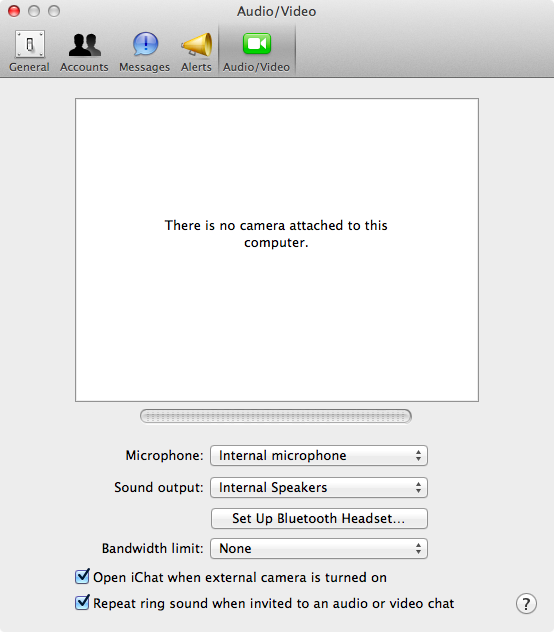 Audio/Video
General Accounts Messages Alerts Audio/Video
There is no camera attached to this
computer.
Microphone: Internal microphone
Sound output: Internal Speakers
Set Up Bluetooth Headset...
Bandwidth limit: None
Open iChat when external camera is turned on
Repeat ring sound when invited to an audio or video chat
?